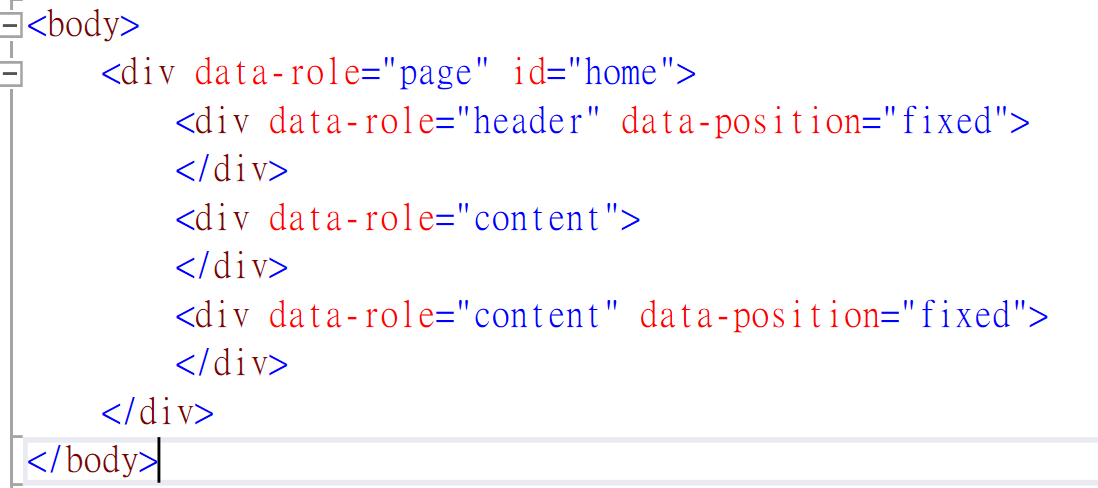 <body>
<div data-role="page" id="home">
<div data-role="header" data-position="fixed">
</div>
<div data-role="content">
</div>
<div data-role="content" data-position="fixed">
</div>
</div>
</body>